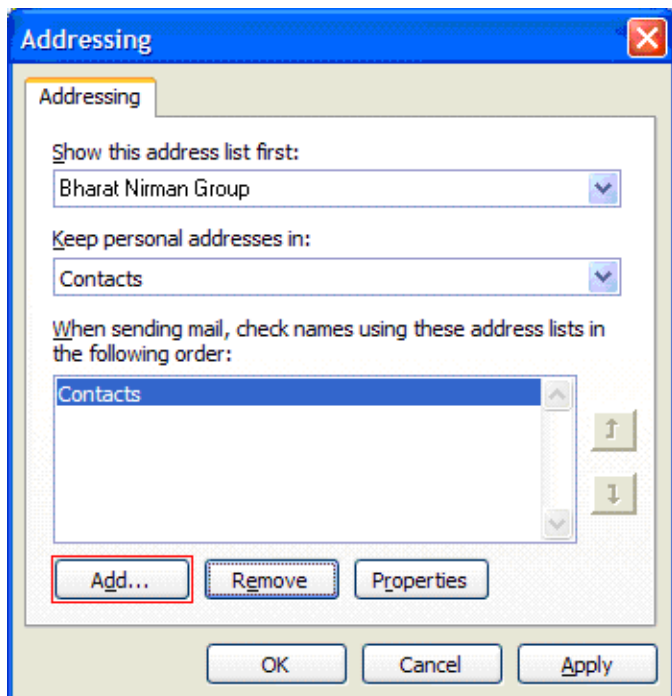 Addressing
Addressing
Show this address list first:
Bharat Nirman Group
Keep personal addresses in:
Contacts
When sending mail, check names using these address lists in
the following order:
Contacts
Add... Remove Properties
OK Cancel Apply